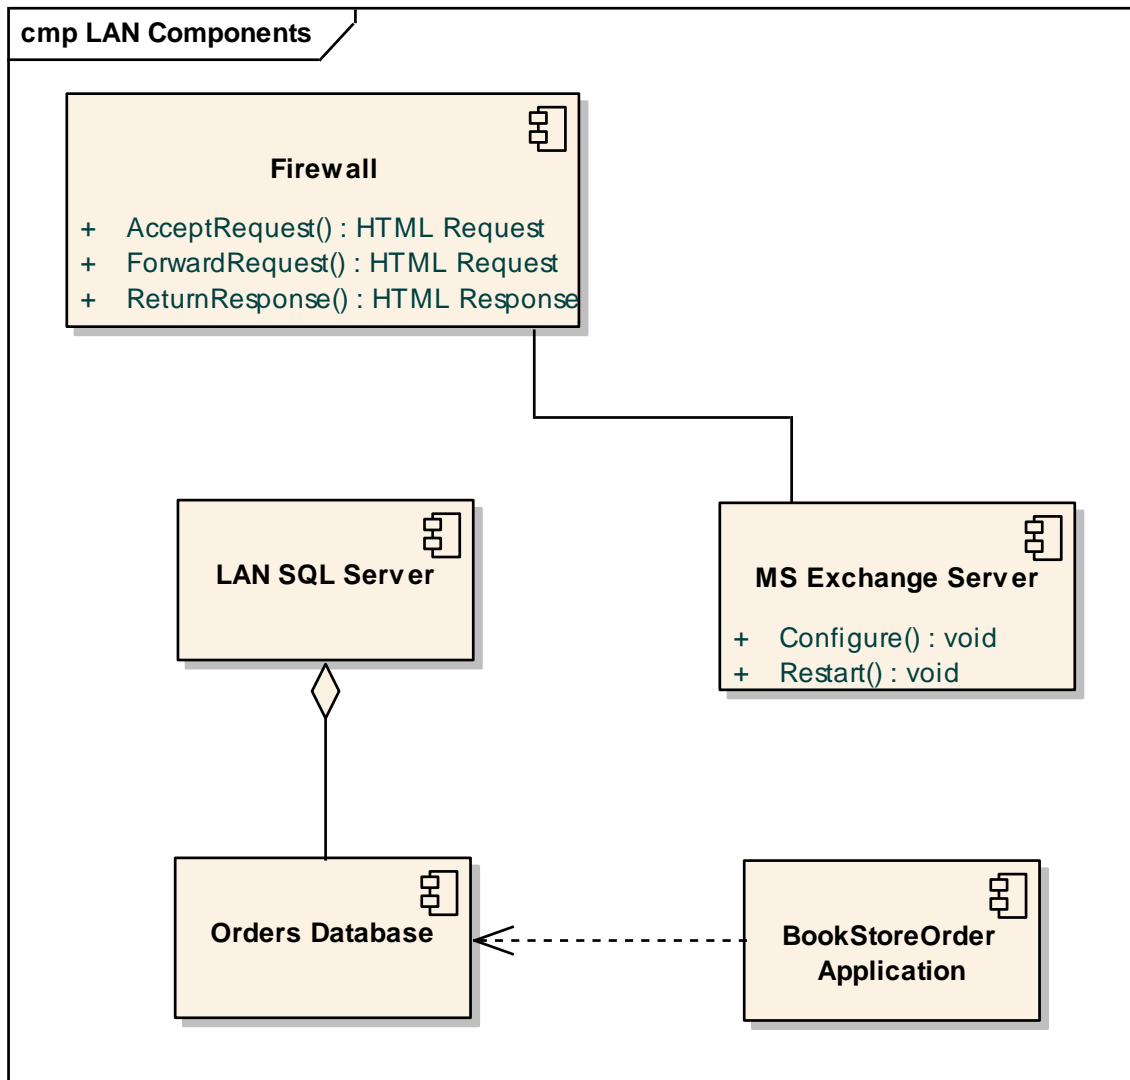 cmp LAN Components
Firewall
+ AcceptRequest() : HTML Request
+ ForwardRequest() : HTML Request
+ ReturnResponse() : HTML Response
LAN SQL Server
MS Exchange Server
+ Configure() : void
+ Restart() : void
Orders Database
BookStoreOrder
Application